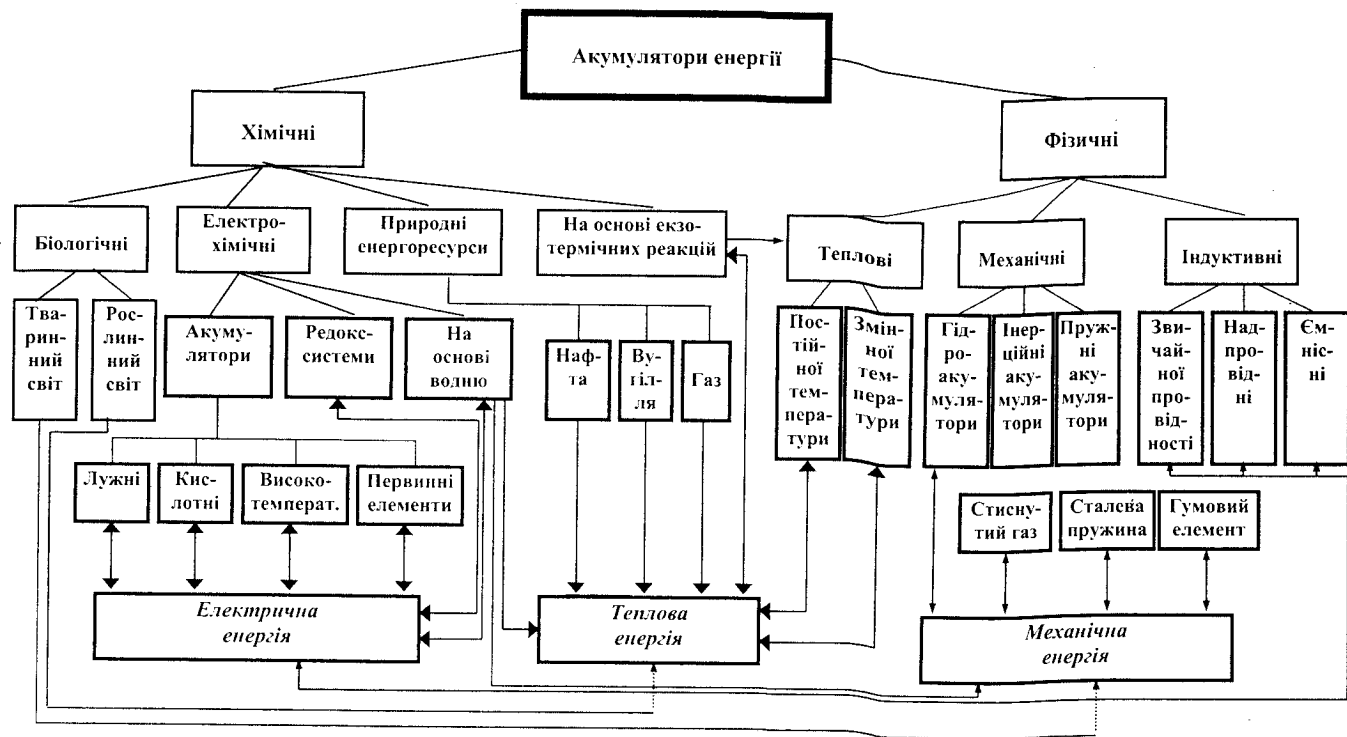 Акумулятори енергії
Хімічні
Фізичні
Біологічні
Електро-
хімічні
Природні
енергоресурси
На основі екзо-
термічних реакцій
Теплові
Механічні
Індуктивні
Тва-
рин-
ний
світ
Рос-
лин-
ний
світ
Акуму-
лятори
Редокс-
системи
На
основі
водню
Наф-
та
Ву-
гіл-
ля
Газ
Пос-
тій-
ної
тем-
пера-
тури
Змін-
ної
тем-
пера-
тури
Гід-
ро-
аку-
муля-
тори
Інер-
ційні
аку-
муля-
тори
Пруж-
ні
аку-
муля-
тори
Зви-
чай-
ної
про-
від-
ності
Над-
про-
від-
ні
Єм-
ніс-
ні
Лужні
Кис-
лотні
Високо-
температ.
Первинні
елементи
Стисну-
тий газ
Сталева
пружина
Гумовий
елемент
Електрична
енергія
Теплова
енергія
Механічна
енергія